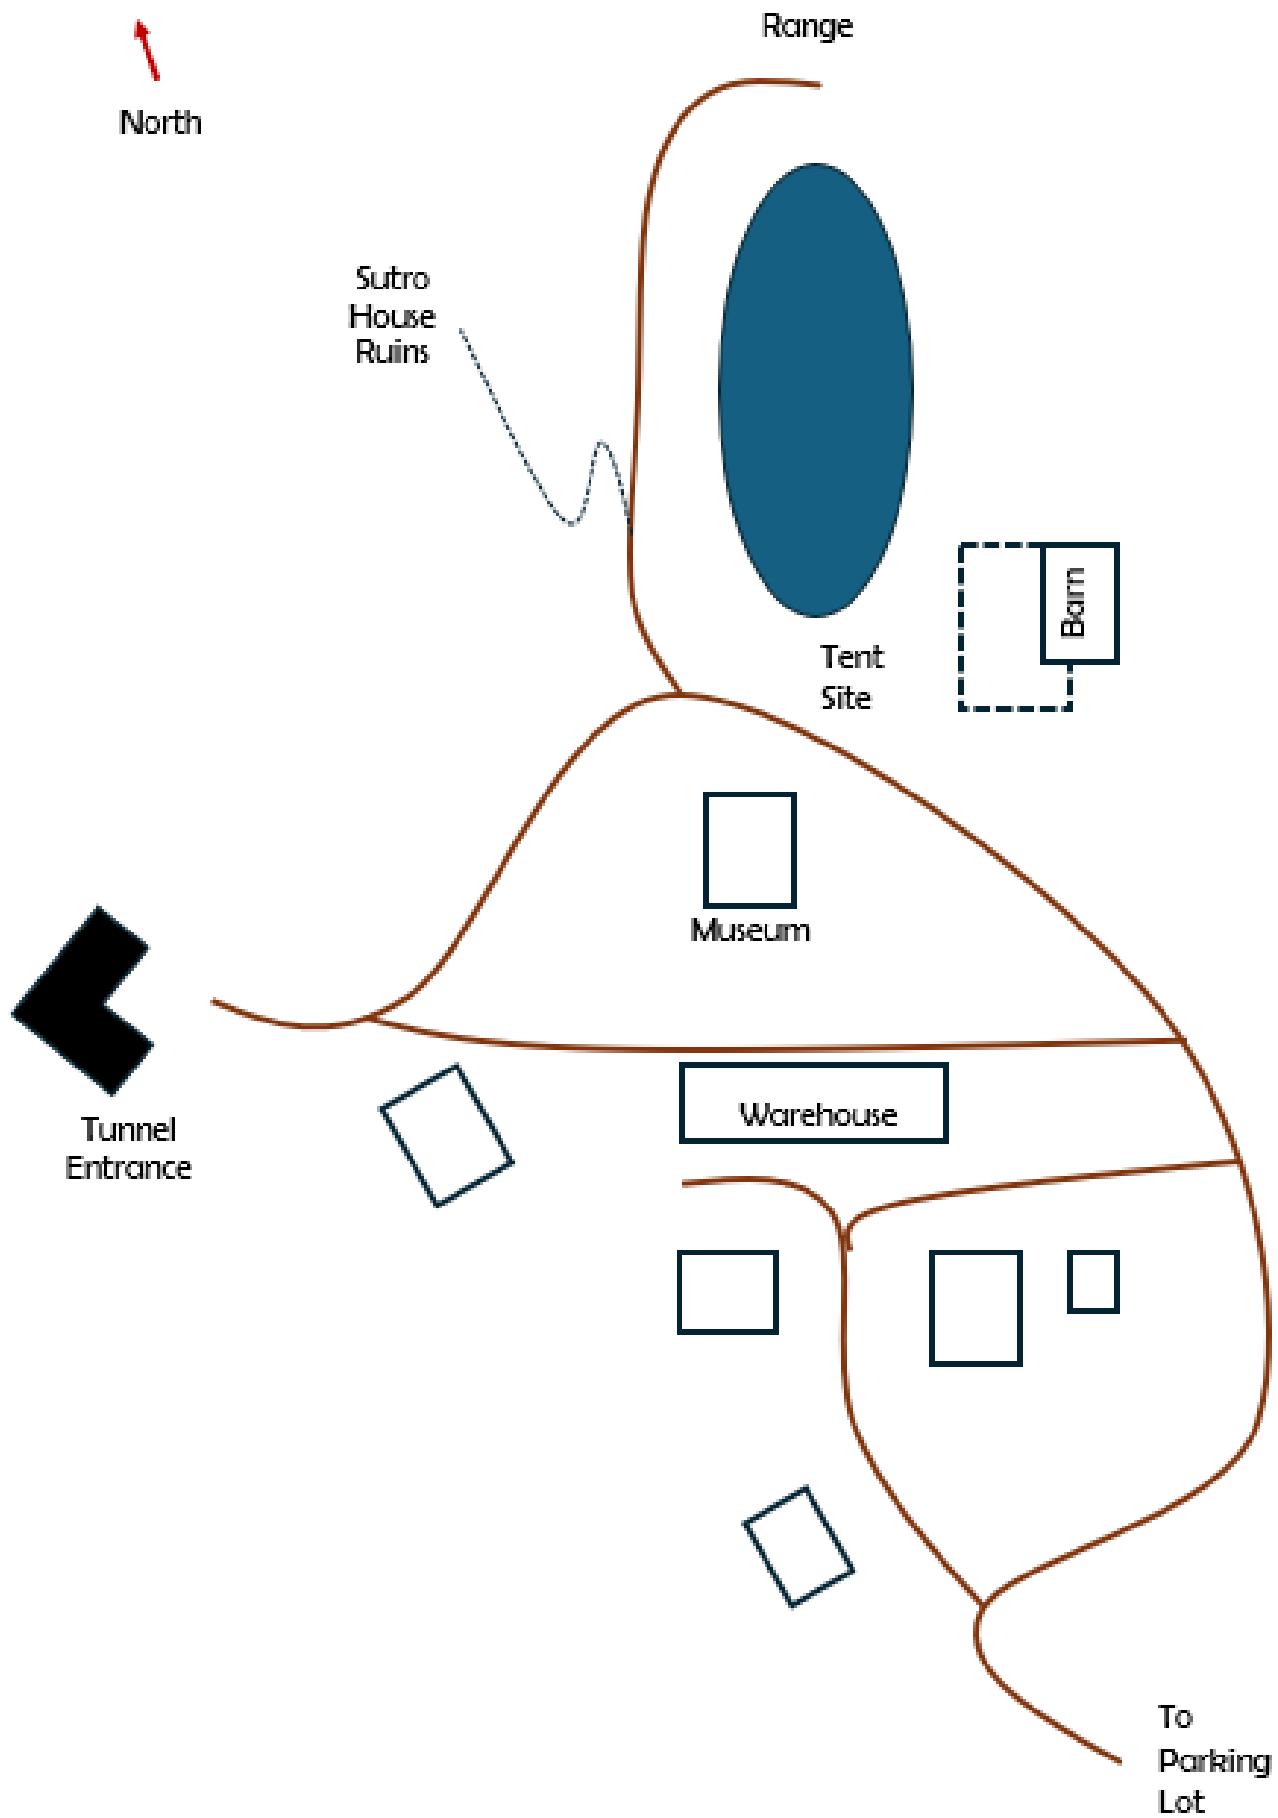 Range
North
Sutro
House
Ruins
Barn
Tent
Site
Museum
Warehouse
Tunnel
Entrance
To
Parking
Lot